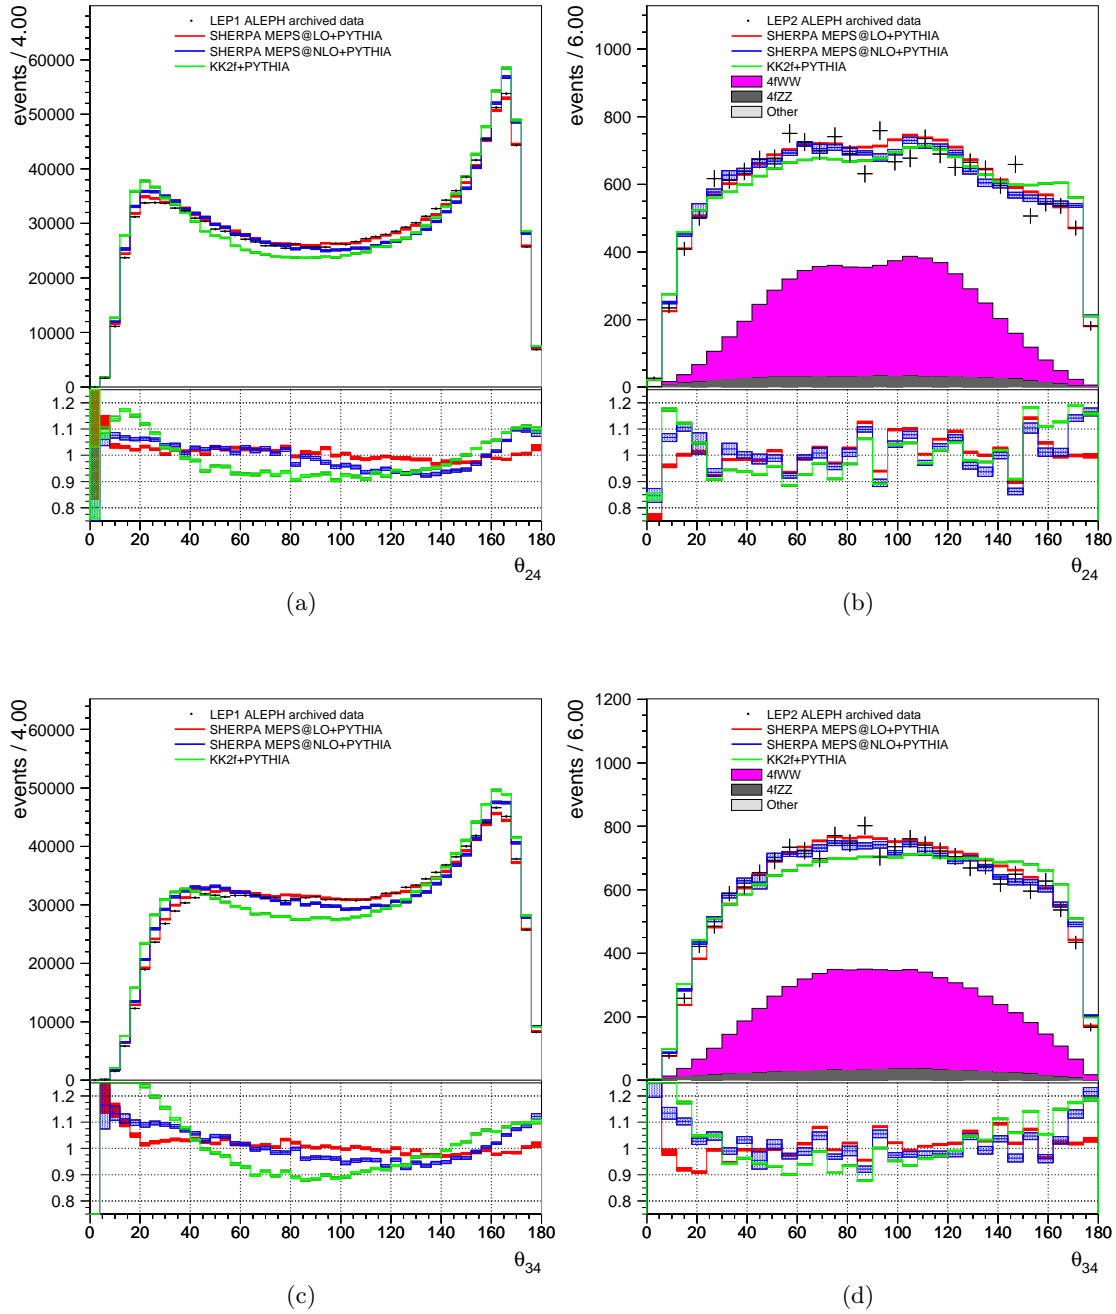 events / 4.00
LEP1 ALEPH archived data
SHERPA MEPS@LO+PYTHIA
SHERPA MEPS@NLO+PYTHIA
KK2f+PYTHIA
60000
50000
40000
30000
20000
10000
0
1.2
1.1
1
0.9
0.8
0 20 40 60 80 100 120 140 160 180
θ24
(a)
events / 6.00
LEP2 ALEPH archived data
SHERPA MEPS@LO+PYTHIA
SHERPA MEPS@NLO+PYTHIA
KK2f+PYTHIA
4fWW
4fZZ
Other
1000
800
600
400
200
0
1.2
1.1
1
0.9
0.8
0 20 40 60 80 100 120 140 160 180
θ24
(b)
events / 4.00
LEP1 ALEPH archived data
SHERPA MEPS@LO+PYTHIA
SHERPA MEPS@NLO+PYTHIA
KK2f+PYTHIA
60000
50000
40000
30000
20000
10000
0
1.2
1.1
1
0.9
0.8
0 20 40 60 80 100 120 140 160 180
θ34
(c)
events / 6.00
LEP2 ALEPH archived data
SHERPA MEPS@LO+PYTHIA
SHERPA MEPS@NLO+PYTHIA
KK2f+PYTHIA
4fWW
4fZZ
Other
1200
1000
800
600
400
200
0
1.2
1.1
1
0.9
0.8
0 20 40 60 80 100 120 140 160 180
θ34
(d)